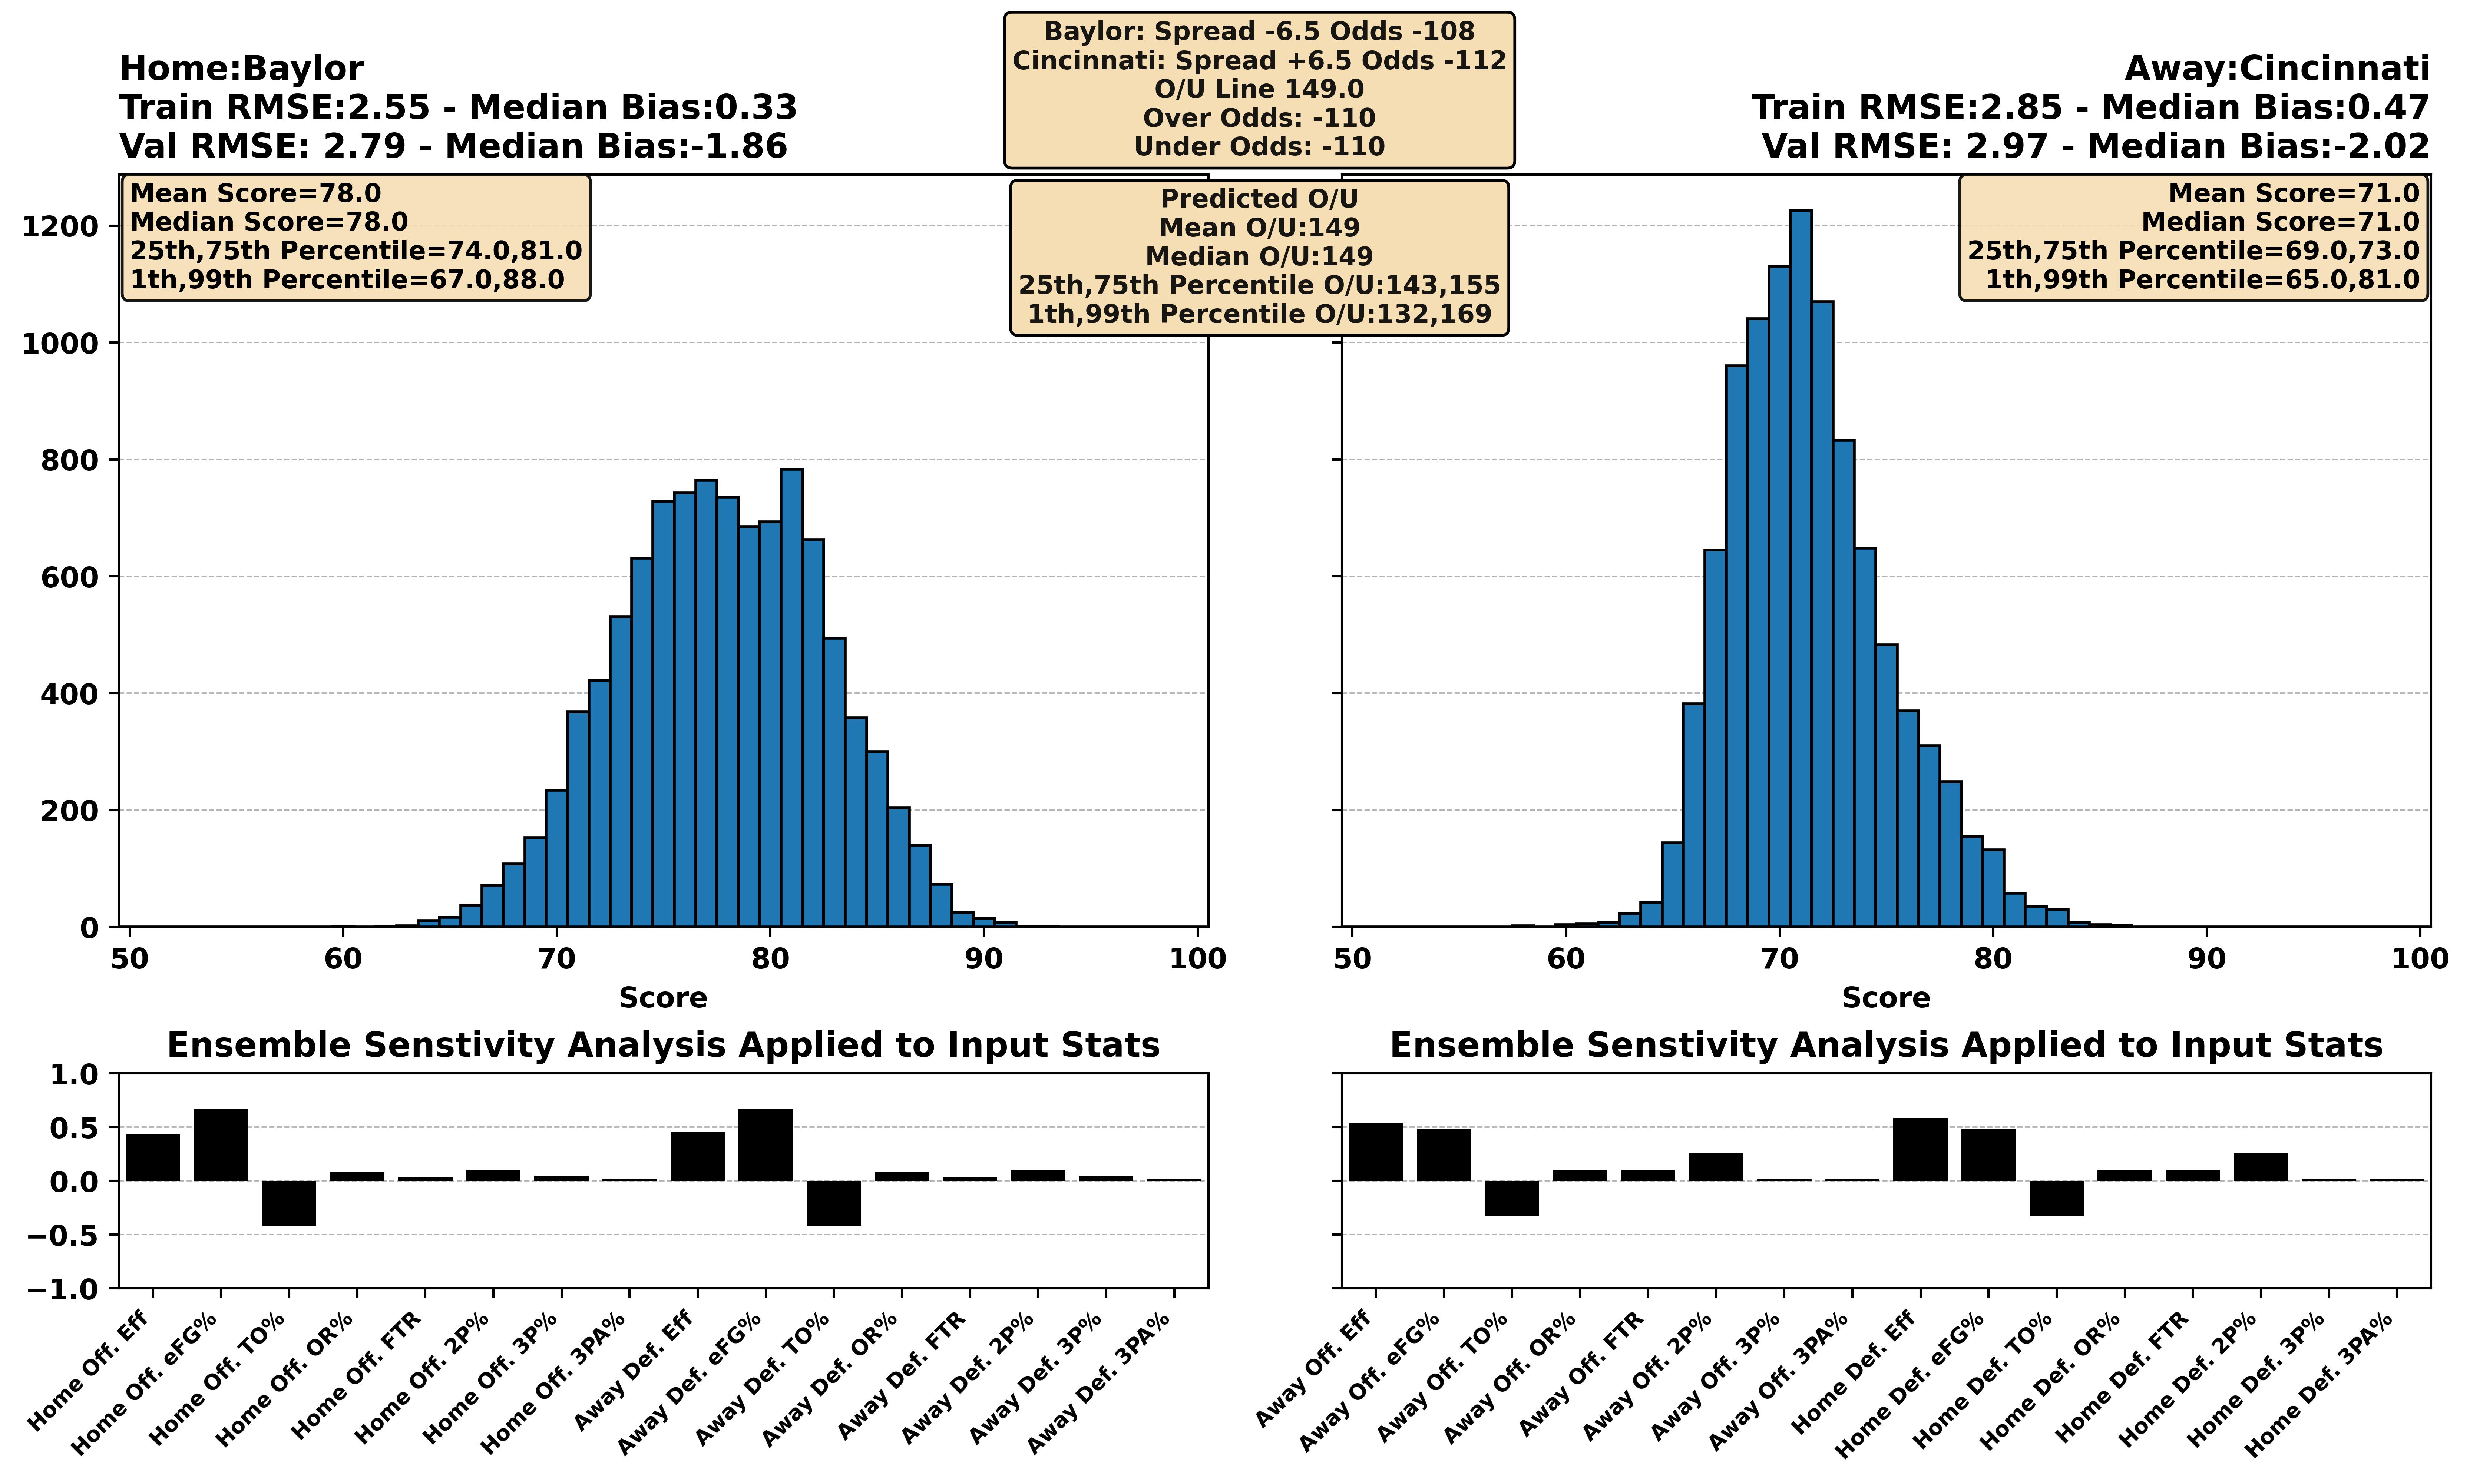 Baylor: Spread -6.5 Odds -108
Cincinnati: Spread +6.5 Odds -112
O/U Line 149.0
Over Odds: -110
Under Odds: -110
Home:Baylor
Train RMSE:2.55 - Median Bias:0.33
Val RMSE: 2.79 - Median Bias:-1.86
Away:Cincinnati
Train RMSE:2.85 - Median Bias:0.47
Val RMSE: 2.97 - Median Bias:-2.02
Mean Score=78.0
Median Score=78.0
25th,75th Percentile=74.0,81.0
1th,99th Percentile=67.0,88.0
Predicted O/U
Mean O/U:149
Median O/U:149
25th,75th Percentile O/U:143,155
1th,99th Percentile O/U:132,169
Mean Score=71.0
Median Score=71.0
25th,75th Percentile=69.0,73.0
1th,99th Percentile=65.0,81.0
1200
1000
800
600
400
200
0
50 60 70 80 90 100
Score
50 60 70 80 90 100
Score
Ensemble Senstivity Analysis Applied to Input Stats
Ensemble Senstivity Analysis Applied to Input Stats
1.0
0.5
0.0
−0.5
−1.0
Home Off. Eff
Home Off. eFG%
Home Off. TO%
Home Off. OR%
Home Off. FTR
Home Off. 2P%
Home Off. 3P%
Home Off. 3PA%
Away Def. Eff
Away Def. eFG%
Away Def. TO%
Away Def. OR%
Away Def. FTR
Away Def. 2P%
Away Def. 3P%
Away Def. 3PA%
Away Off. Eff
Away Off. eFG%
Away Off. TO%
Away Off. OR%
Away Off. FTR
Away Off. 2P%
Away Off. 3P%
Away Off. 3PA%
Home Def. Eff
Home Def. eFG%
Home Def. TO%
Home Def. OR%
Home Def. FTR
Home Def. 2P%
Home Def. 3P%
Home Def. 3PA%